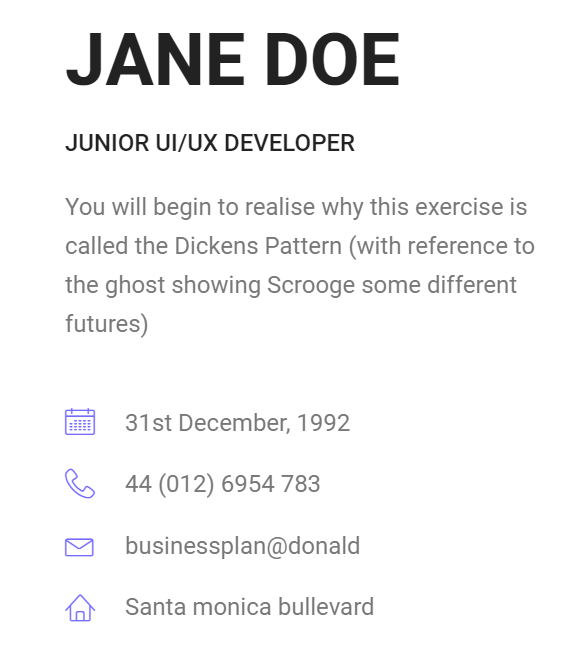 JANE DOE
JUNIOR UI/UX DEVELOPER
You will begin to realise why this exercise is
called the Dickens Pattern (with reference to
the ghost showing Scrooge some different
futures)
31st December, 1992
44 (012) 6954 783
businessplan@donald
Santa monica bullevard